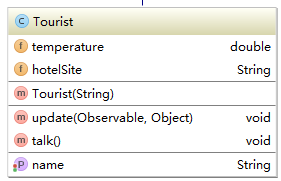 C Tourist
f temperature double
f hotelSite String
m Tourist(String)
m update(Observable, Object) void
m talk() void
P name String